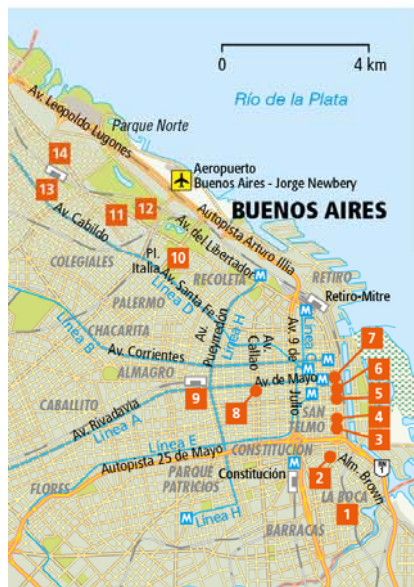 0
4 km
Río de la Plata
Av. Leopoldo Lugones
Parque Norte
14
13
Aeropuerto
Buenos Aires - Jorge Newbery
Autopista Arturo Illia
BUENOS AIRES
12
11
Av. Cabildo
Av. del Libertador
COLEGIALES
10
Pl.
Italia
RECOLETA
M
RETIRO
Retiro-Mitre
Av. Santa Fe
Línea D
PALERMO
Av. Pueyrredón
Línea H
Av. Callao
Av. 9 de Julio
Línea C
CHACARITA
Línea B
Av. Corrientes
M
7
ALMAGRO
Av. de Mayo
M
6
M
5
9
8
CABALLITO
Av. Rivadavia
Línea A
SAN
TELMO
4
3
Línea E
CONSTITUCIÓN
Autopista 25 de Mayo
Constitución
M
2
Alm. Brown
RN
1
PARQUE
PATRICIOS
FLORES
LA BOCA
1
M
Línea H
BARRACAS